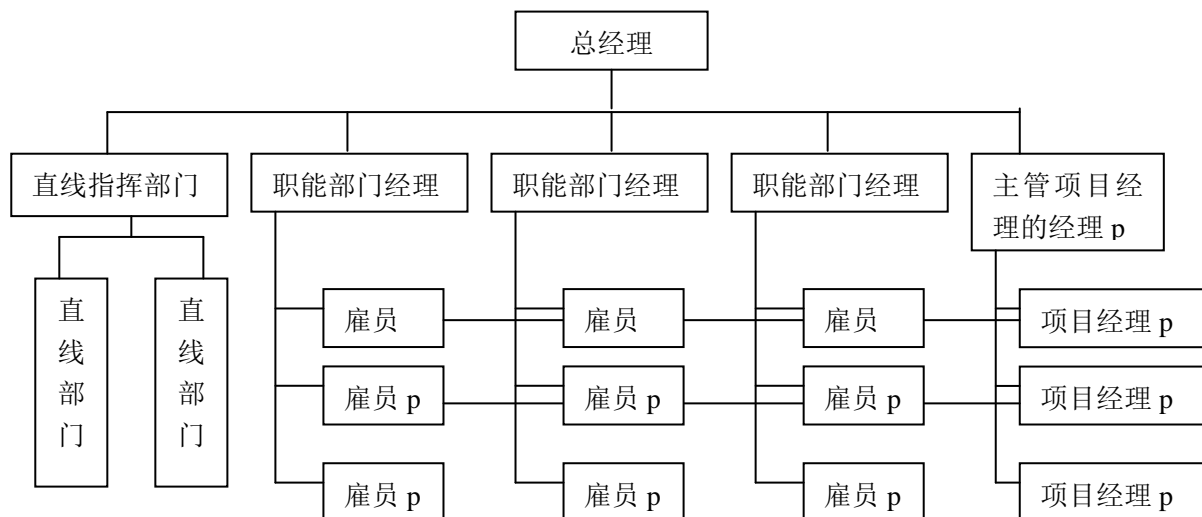 总经理
直线指挥部门
职能部门经理
职能部门经理
职能部门经理
主管项目经
理的经理 p
直线部门
直线部门
雇员
雇员
雇员
项目经理 p
雇员 p
雇员 p
雇员 p
项目经理 p
雇员 p
雇员 p
雇员 p
项目经理 p